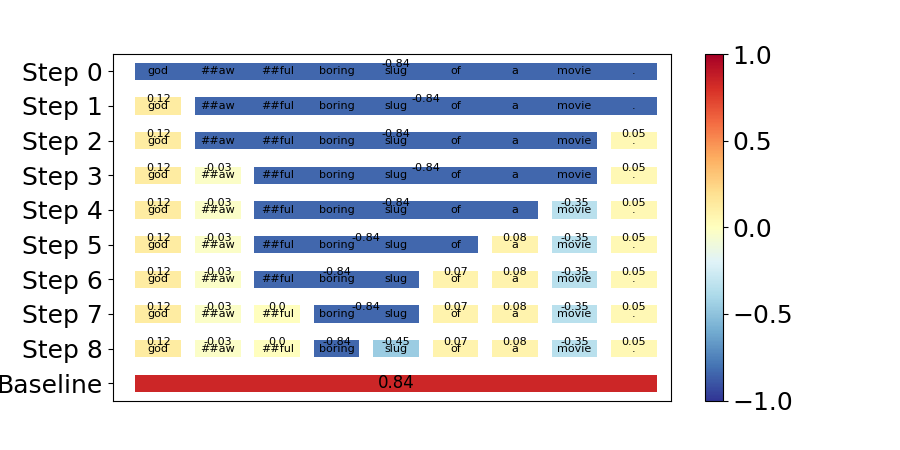 -0.84
Step 0 god ##aw ##ful boring slug of a movie .
0.12 -0.84
Step 1 god ##aw ##ful boring slug of a movie .
0.12 -0.84 0.05
Step 2 god ##aw ##ful boring slug of a movie .
0.12 -0.03 -0.84 0.05
Step 3 god ##aw ##ful boring slug of a movie .
0.12 -0.03 -0.84 -0.35 0.05
Step 4 god ##aw ##ful boring slug of a movie .
0.12 -0.03 -0.84 0.08 -0.35 0.05
Step 5 god ##aw ##ful boring slug of a movie .
0.12 -0.03 -0.84 0.07 0.08 -0.35 0.05
Step 6 god ##aw ##ful boring slug of a movie .
0.12 -0.03 0.0 -0.84 0.07 0.08 -0.35 0.05
Step 7 god ##aw ##ful boring slug of a movie .
0.12 -0.03 0.0 -0.84 -0.45 0.07 0.08 -0.35 0.05
Step 8 god ##aw ##ful boring slug of a movie .
Baseline 0.84
1.0
0.5
0.0
−0.5
−1.0